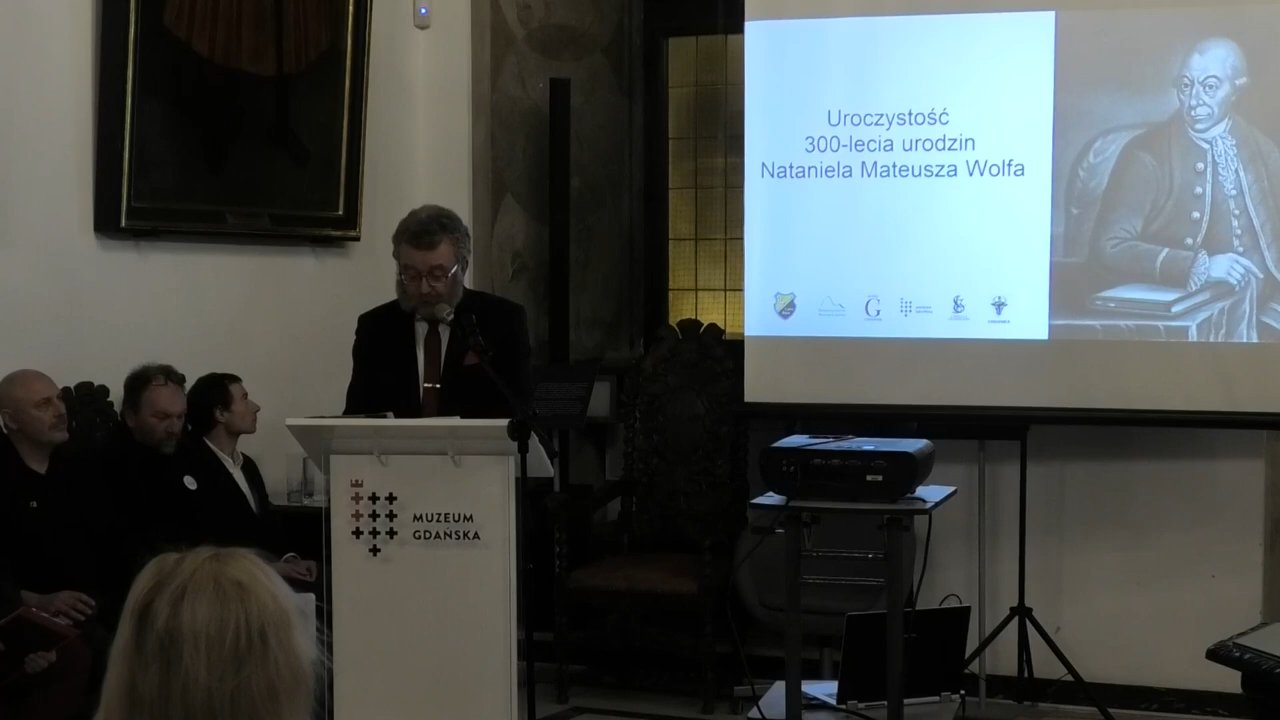 Uroczystość
300-lecia urodzin
Nataniela Mateusza Wolfa
G
MUZEUM
GDAŃSKA